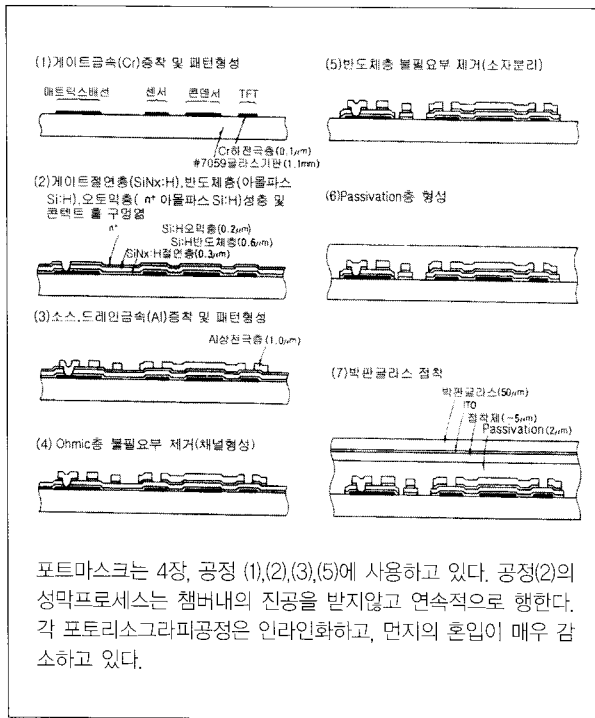 (1)게이트금속(Cr)증착 및 패턴형성
매트릭스배선 센서 콘덴서 TFT
Cr하전극층(0.1μm)
#7059글라스기판(1.1mm)
(2)게이트절연층(SiNx:H).반도체층(아몰파스
Si:H).오토믹층( n⁺ 아몰파스 Si:H)성층 및
콘텍트 홀 구멍엶
n⁺
Si:H오믹층(0.2μm)
Si:H반도체층(0.6μm)
SiNx:H절연층(0.3μm)
(3)소스.드레인금속(Al)증착 및 패턴형성
Al상전극층(1.0μm)
(4) Ohmic층 불필요부 제거(채널형성)
(5)반도체층 불필요부 제거(소자분리)
(6)Passivation층 형성
(7)박판글라스 접착
박판글라스(50μm)
ITO
접착제(~5μm)
Passivation(2μm)
포트마스크는 4장, 공정 (1),(2),(3),(5)에 사용하고 있다. 공정(2)의
성막프로세스는 챔버내의 진공을 받지않고 연속적으로 행한다.
각 포토리소그라피공정은 인라인화하고, 먼지의 혼입이 매우 감
소하고 있다.